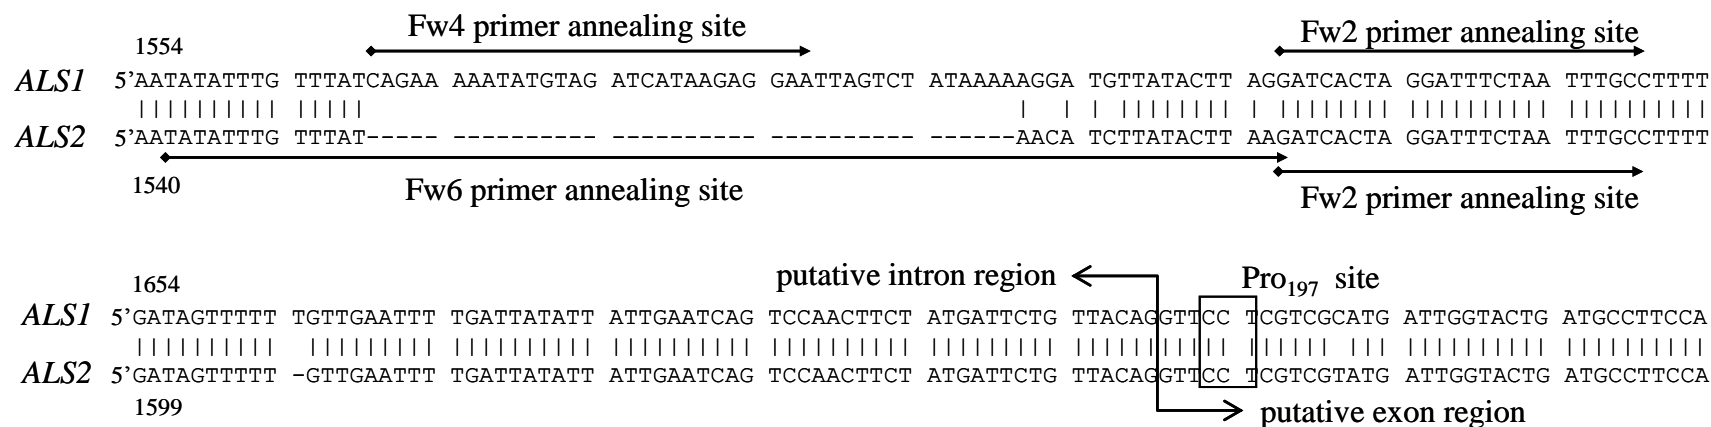 Fw4 primer annealing site
Fw2 primer annealing site
1554
ALS1 5’AATATATTTG TTTATCAGAA AAATATGTAG ATCATAAGAG GAATTAGTCT ATAAAAAGGA TGTTATACTT AGGATCACTA GGATTTCTAA TTTGCCTTTT
ALS2 5’AATATATTTG TTTAT----- ---------- ---------- ---------- ------AACA TCTTATACTT AAGATCACTA GGATTTCTAA TTTGCCTTTT
1540
Fw6 primer annealing site
Fw2 primer annealing site
putative intron region
Pro197 site
1654
ALS1 5’GATAGTTTTT TGTTGAATTT TGATTATATT ATTGAATCAG TCCAACTTCT ATGATTCTGT TTACAGGTTCC TCGTCGCATG ATTGGTACTG ATGCCTTCCA
ALS2 5’GATAGTTTTT -GTTGAATTT TGATTATATT ATTGAATCAG TCCAACTTCT ATGATTCTG TTACAGGTTCC TCGTCGTATG ATTGGTACTG ATGCCTTCCA
1599
putative exon region